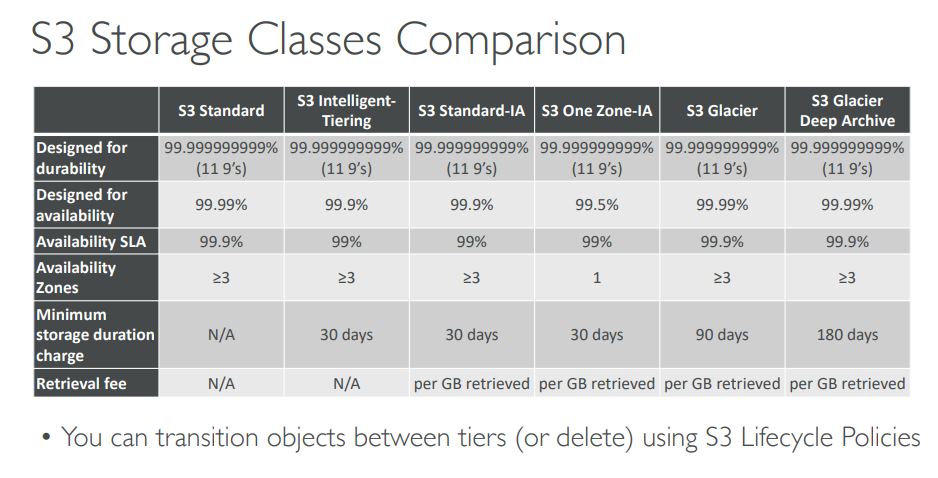 S3 Storage Classes Comparison
S3 Standard
S3 Intelligent-
Tiering
S3 Standard-IA
S3 One Zone-IA
S3 Glacier
S3 Glacier
Deep Archive
Designed for
durability
99.999999999%
(11 9’s)
99.999999999%
(11 9’s)
99.999999999%
(11 9’s)
99.999999999%
(11 9’s)
99.999999999%
(11 9’s)
99.999999999%
(11 9’s)
Designed for
availability
99.99%
99.9%
99.9%
99.5%
99.99%
99.99%
Availability SLA
99.9%
99%
99%
99%
99.9%
99.9%
Availability
Zones
≥3
≥3
≥3
1
≥3
≥3
Minimum
storage duration
charge
N/A
30 days
30 days
30 days
90 days
180 days
Retrieval fee
N/A
N/A
per GB retrieved
per GB retrieved
per GB retrieved
per GB retrieved
• You can transition objects between tiers (or delete) using S3 Lifecycle Policies